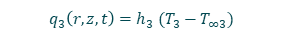 q₃(r,z,t) = h₃ (T₃ − T∞₃)